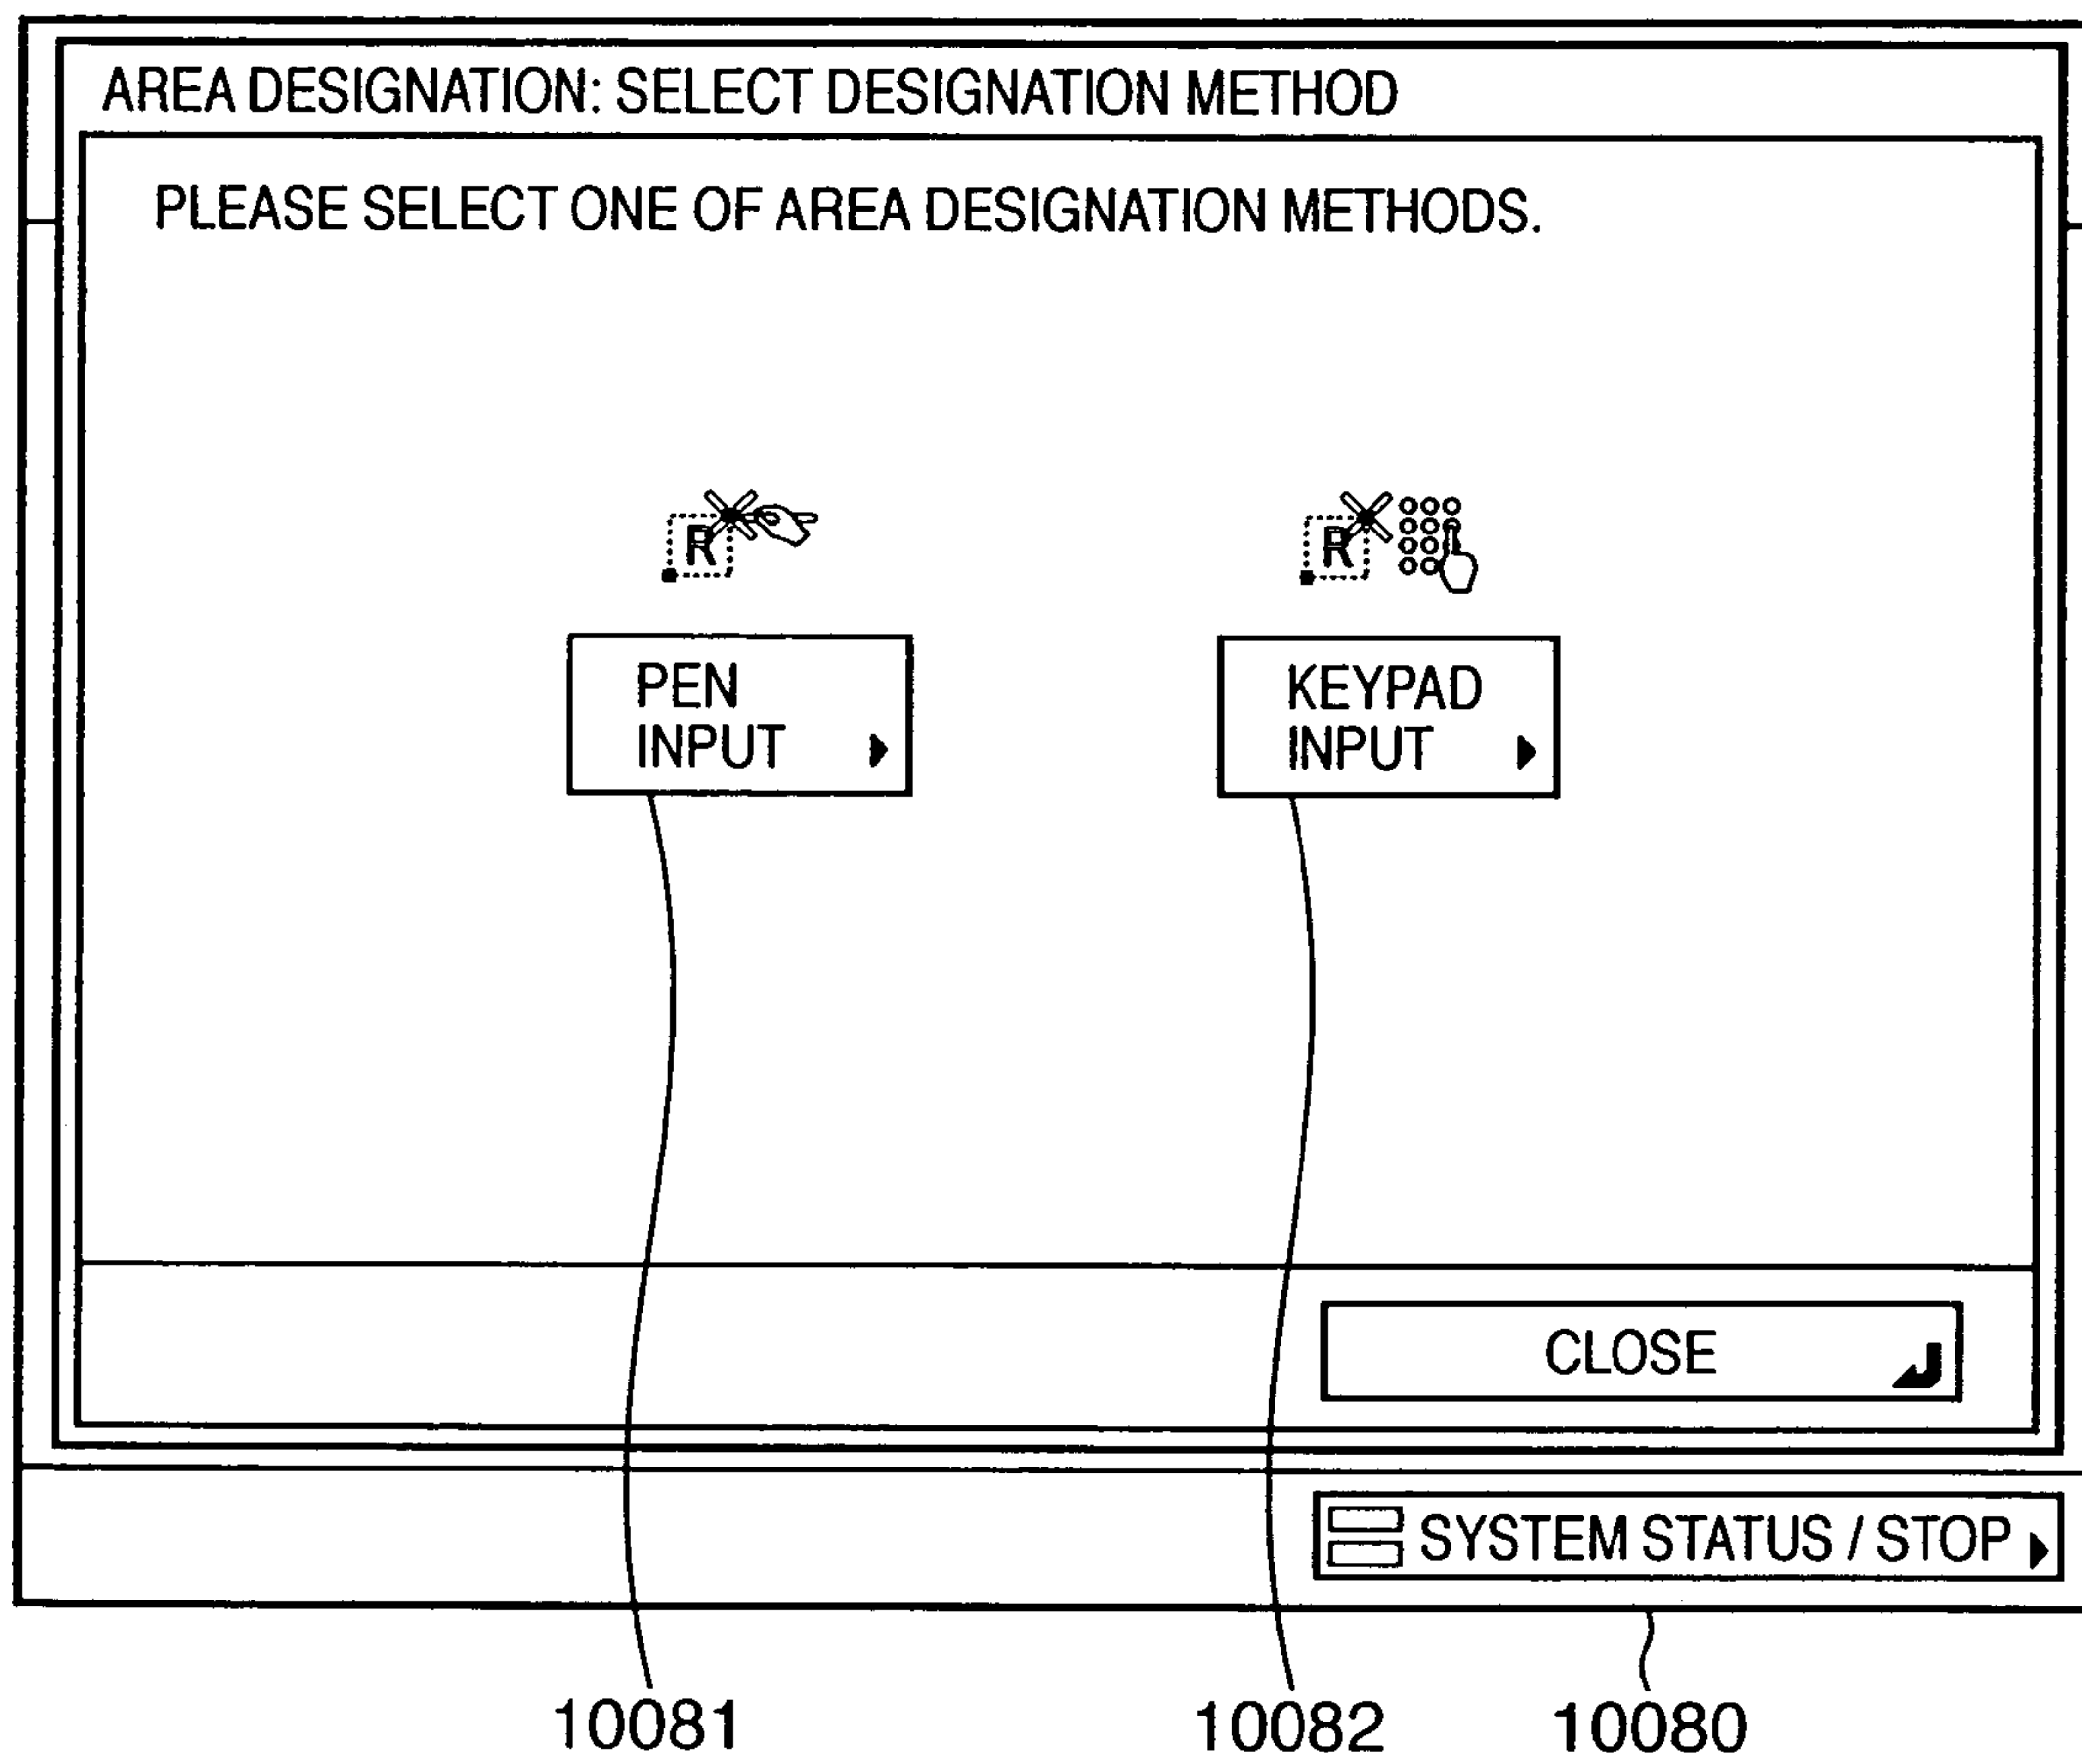 AREA DESIGNATION: SELECT DESIGNATION METHOD
PLEASE SELECT ONE OF AREA DESIGNATION METHODS.
R
R
PEN
INPUT
KEYPAD
INPUT
CLOSE
SYSTEM STATUS / STOP
10081
10082
10080